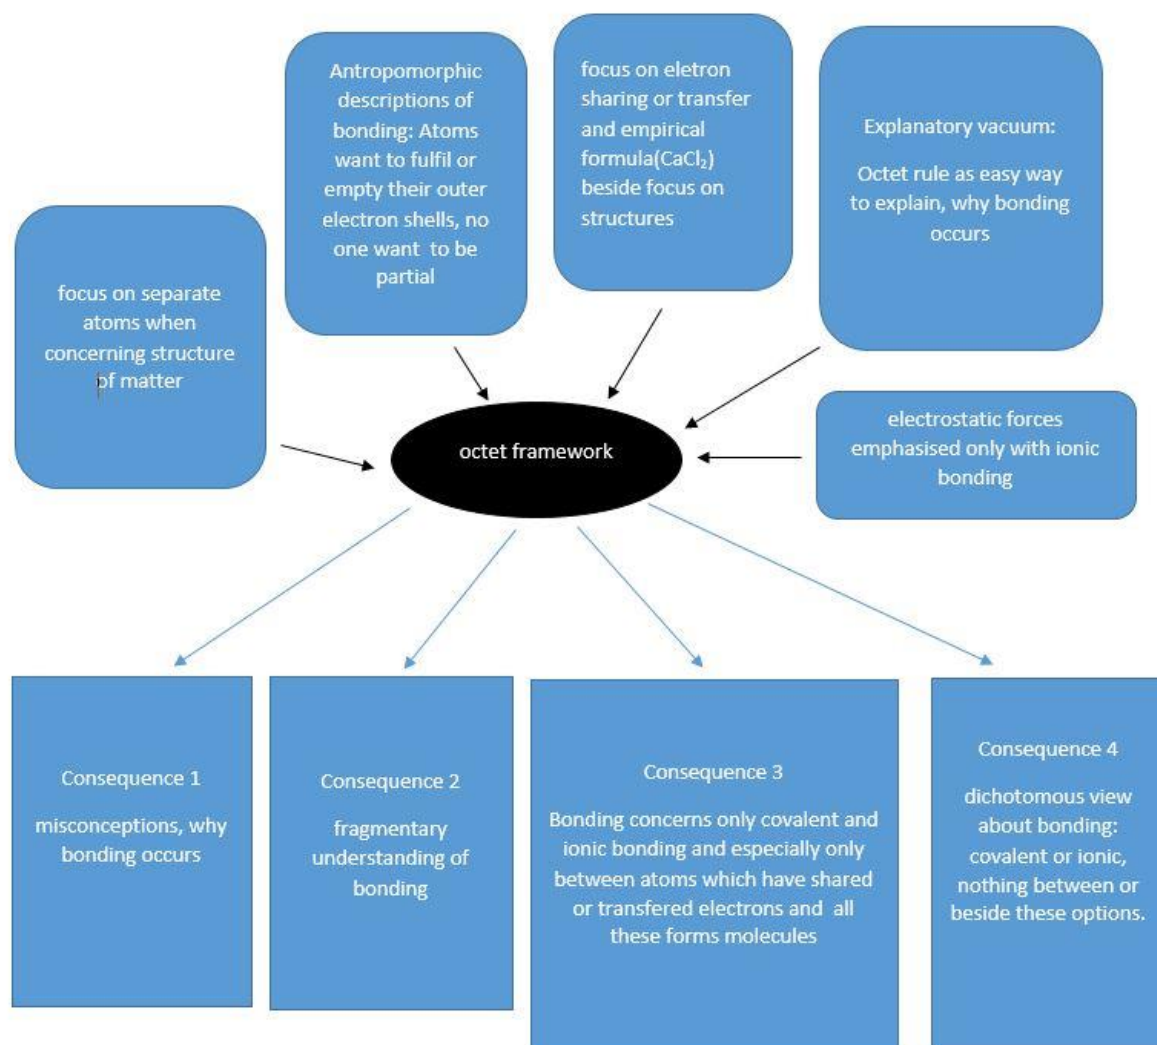 Antropomorphic
descriptions of
bonding: Atoms
want to fulfil or
empty their outer
electron shells, no
one want to be
partial
focus on eletron
sharing or transfer
and empirical
formula(CaCl₂)
beside focus on
structures
Explanatory vacuum:
Octet rule as easy way
to explain, why bonding
occurs
focus on separate
atoms when
concerning structure
of matter
electrostatic forces
emphasised only with ionic
bonding
octet framework
Consequence 1
misconceptions, why
bonding occurs
Consequence 2
fragmentary
understanding of
bonding
Consequence 3
Bonding concerns only covalent and
ionic bonding and especially only
between atoms which have shared
or transfered electrons and all
these forms molecules
Consequence 4
dichotomous view
about bonding:
covalent or ionic,
nothing between or
beside these options.